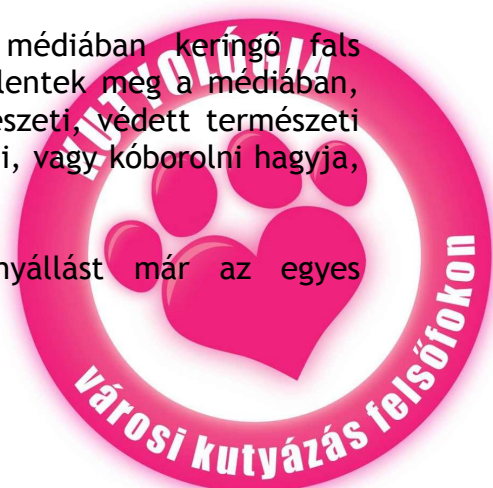 médiában keringő fals
lentek meg a médiában,
észeti, védett természeti
i, vagy kóborolni hagyja,
nyállást már az egyes
KUTYOLÓGIA
városi kutyázás felsőfokon